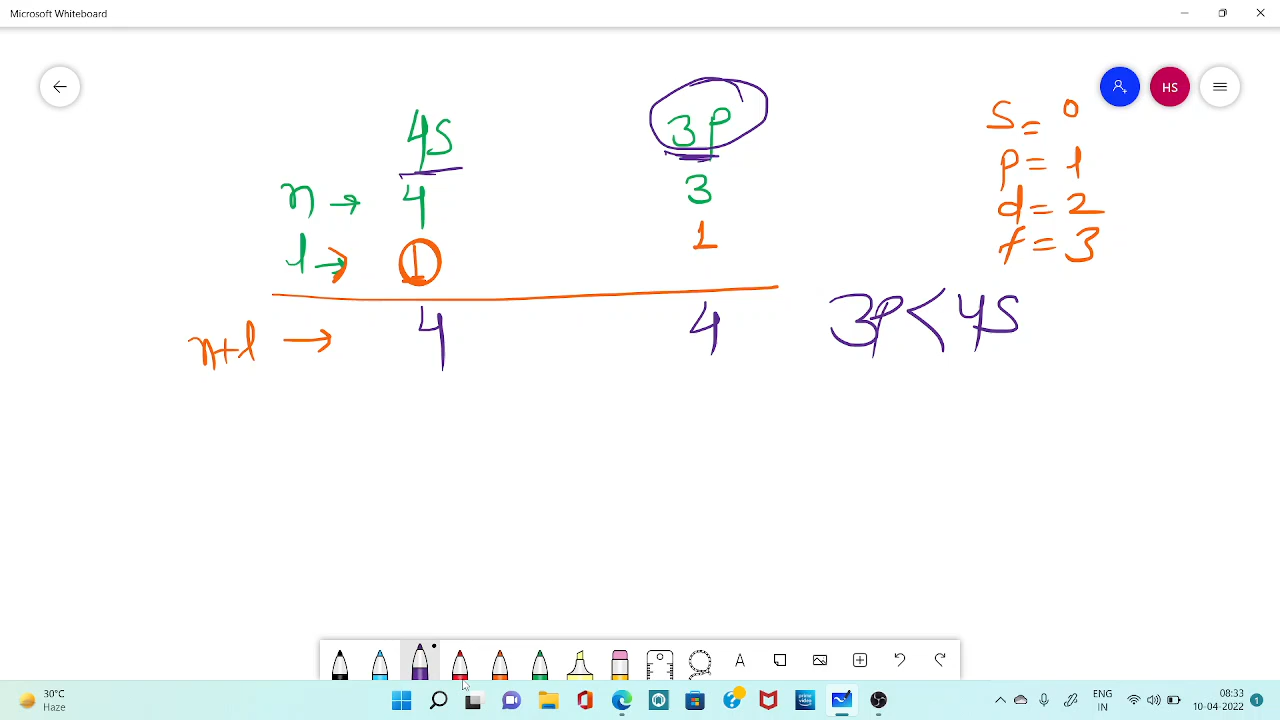 Microsoft Whiteboard
HS
4s 3p
n → 4 3
l → 1 1
n+l → 4 4
s = 0
p = 1
d = 2
f = 3
3p < 4s
A
30°C
Haze
ENG
IN
08:33
10-04-2022
1